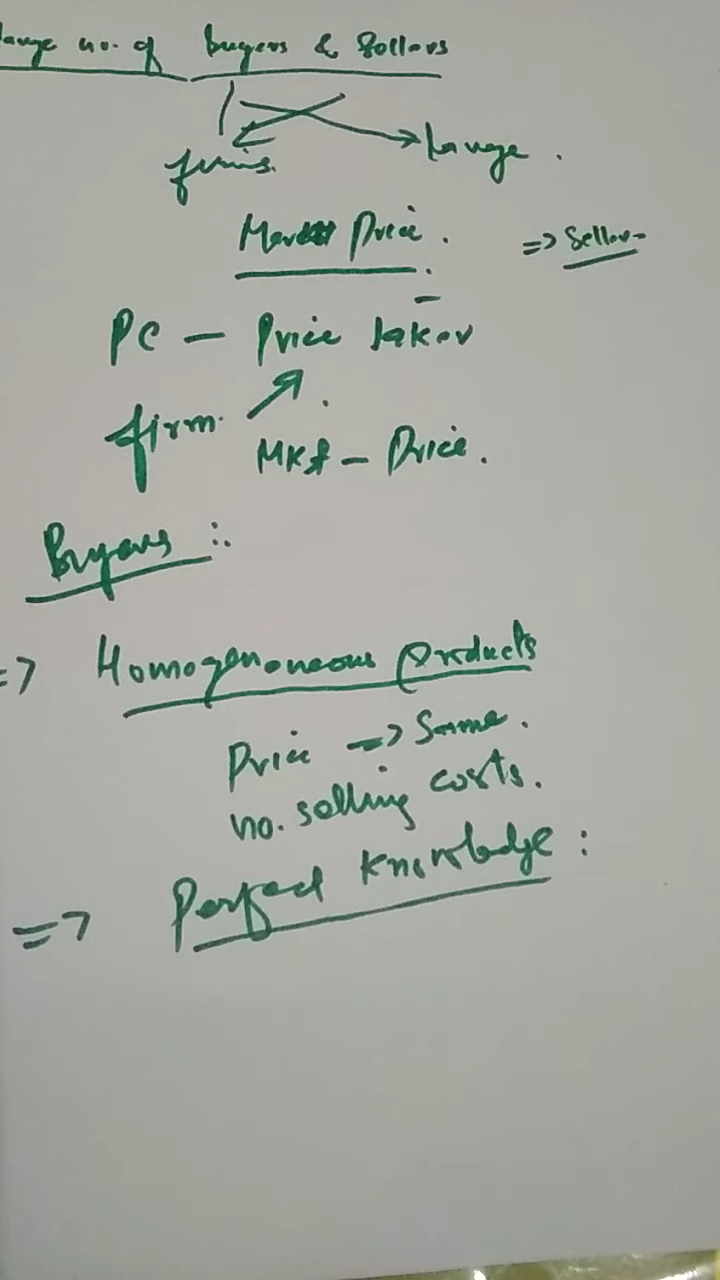 large no. of buyers & Sellers
firms. Large.
Market Price. => Seller
PC - Price taker
firm.
MKt - Price.
Buyers :.
=> Homogenoneous products
Price => Same.
no. selling costs.
=> Perfect Knowledge :